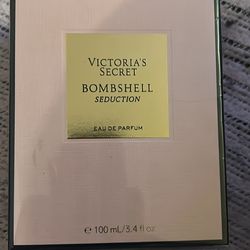 VICTORIA'S
SECRET
BOMBSHELL
SEDUCTION
EAU DE PARFUM
℮ 100 mL/3.4 fl oz